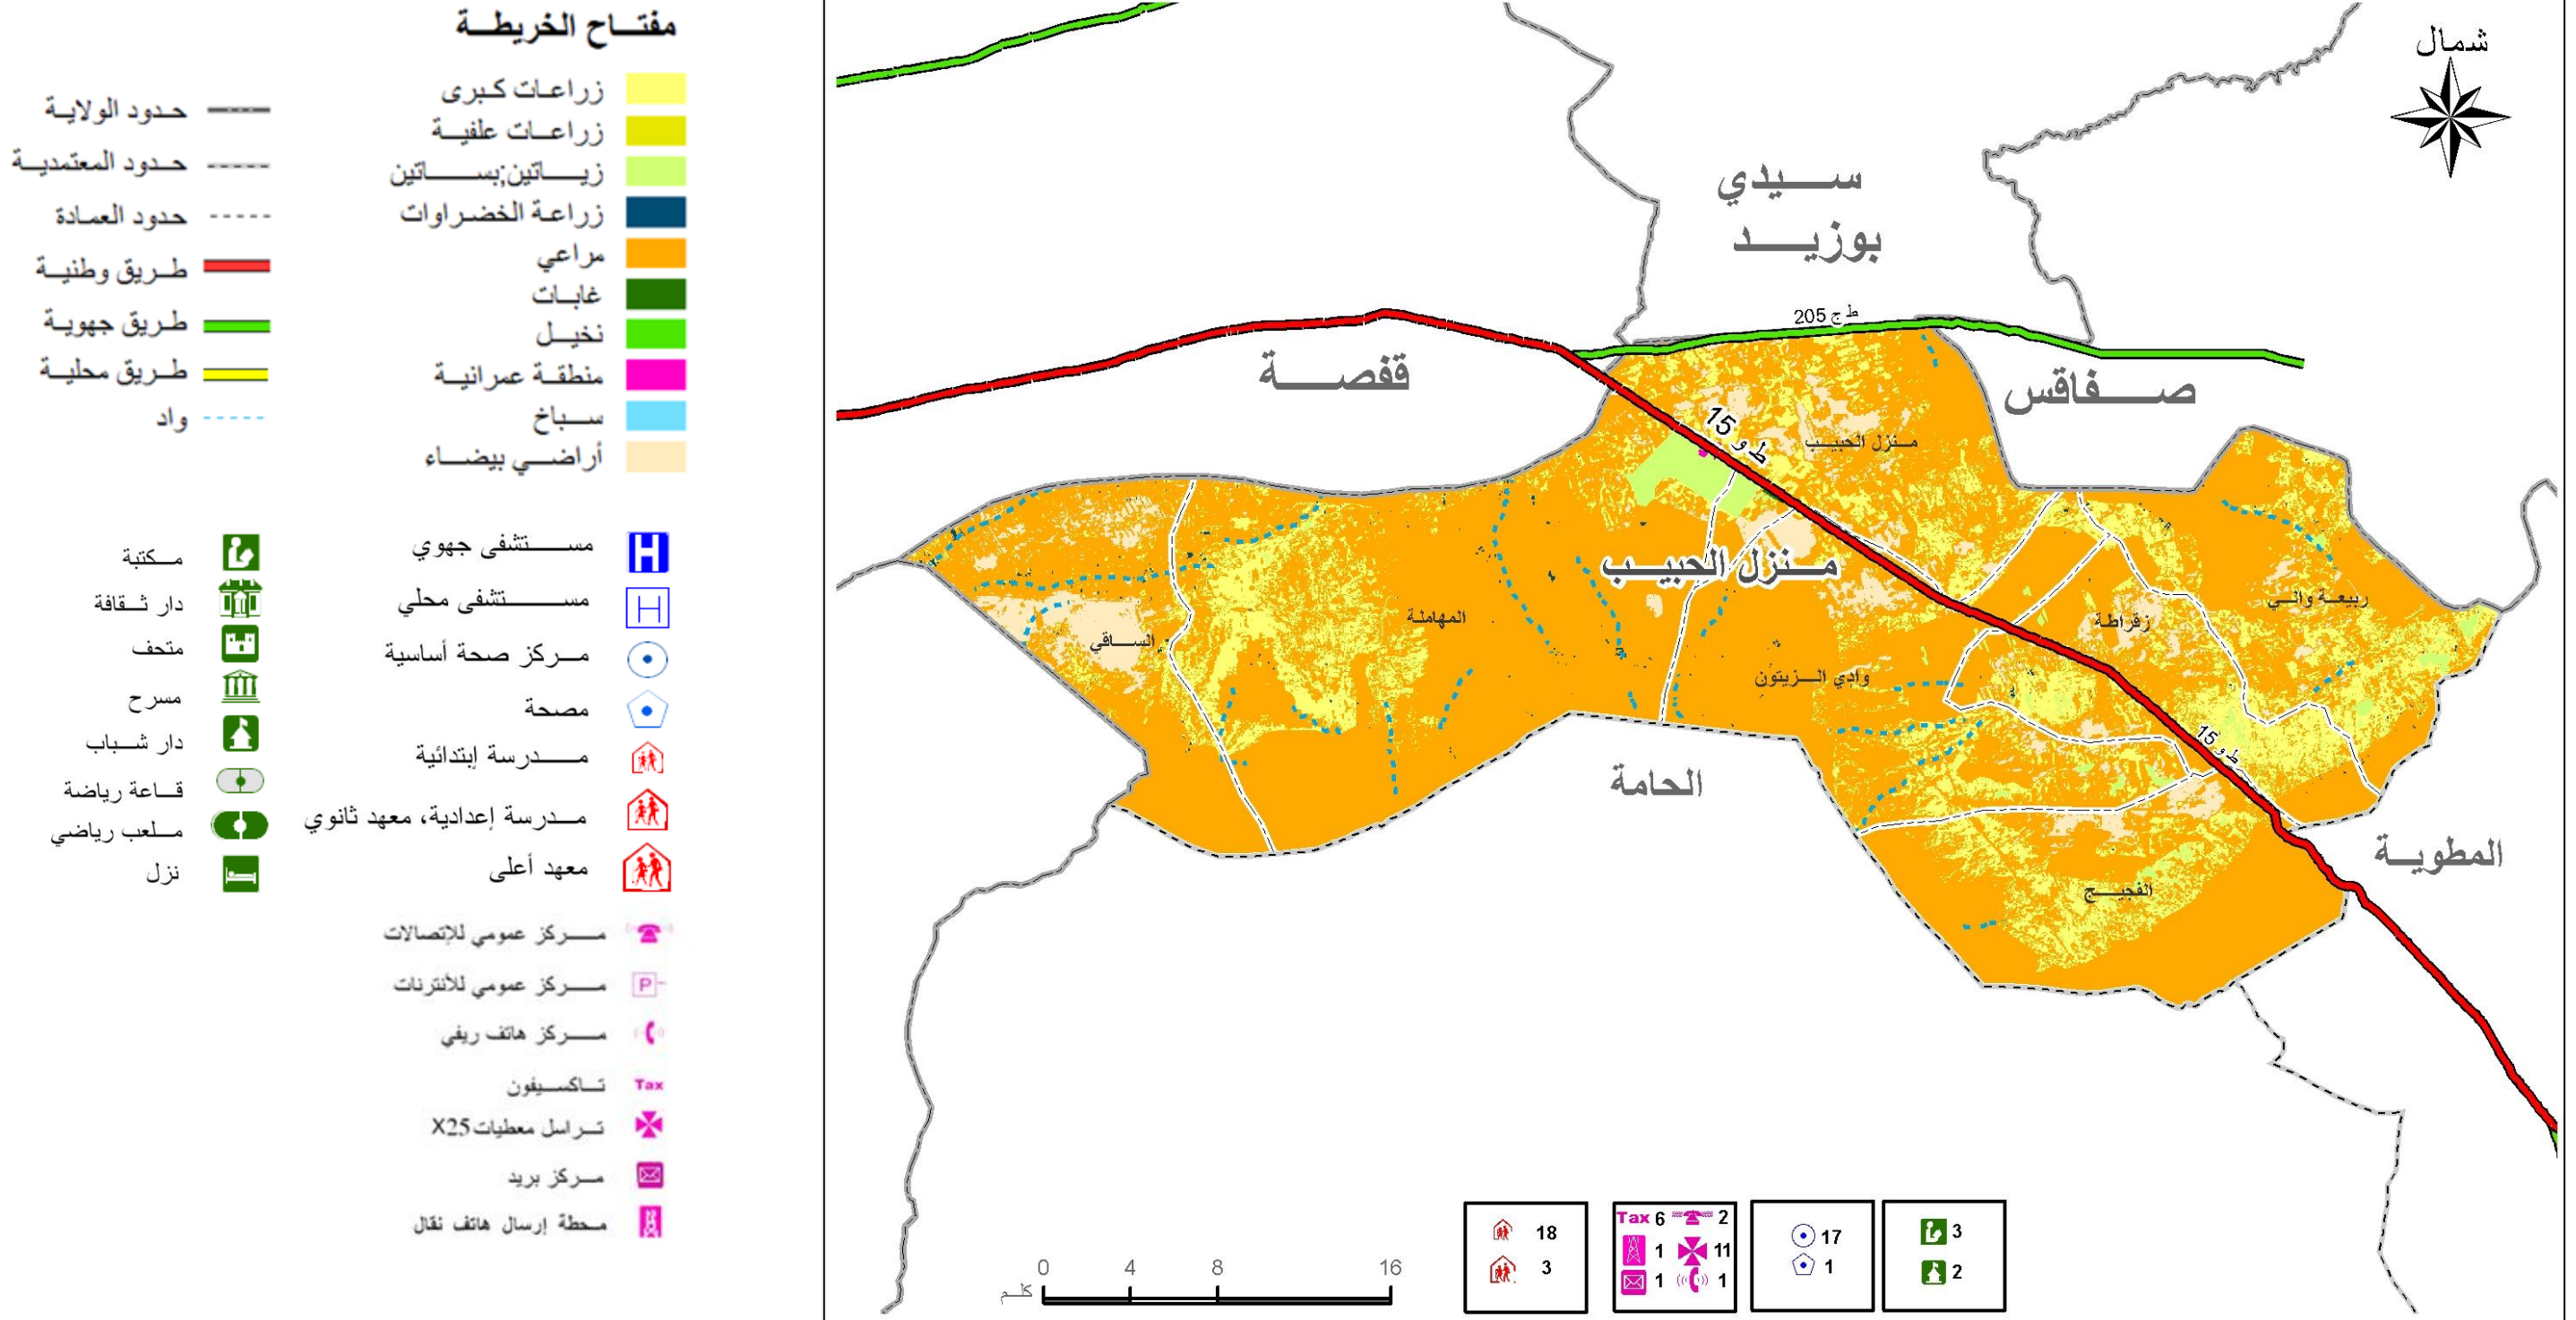 مفتاح الخريطة
زراعات كبرى
زراعات علفية
زياتين;بساتين
زراعة الخضراوات
مراعي
غابات
نخيل
منطقة عمرانية
سباخ
أراضي بيضاء
حدود الولاية
حدود المعتمدية
حدود العمادة
طريق وطنية
طريق جهوية
طريق محلية
واد
مستشفى جهوي
مستشفى محلي
مركز صحة أساسية
مصحة
مدرسة إبتدائية
مدرسة إعدادية، معهد ثانوي
معهد أعلى
مكتبة
دار ثقافة
متحف
مسرح
دار شباب
قاعة رياضة
ملعب رياضي
نزل
مركز عمومي للإتصالات
P
مركز عمومي للأنترنات
مركز هاتف ريفي
Tax
تاكسيفون
تراسل معطيات X25
مركز بريد
محطة إرسال هاتف نقال
شمال
سيدي
بوزيد
ط ج 205
قفصة
صفاقس
ط و 15
منزل الحبيب
منزل الحبيب
ربيعة والي
زقراطة
المهاملة
الساقي
وادي الزيتون
ط و 15
الحامة
المطوية
الفجيج
0 4 8 16
كلم
18
3
Tax 6 2
1 11
1 1
17
1
3
2